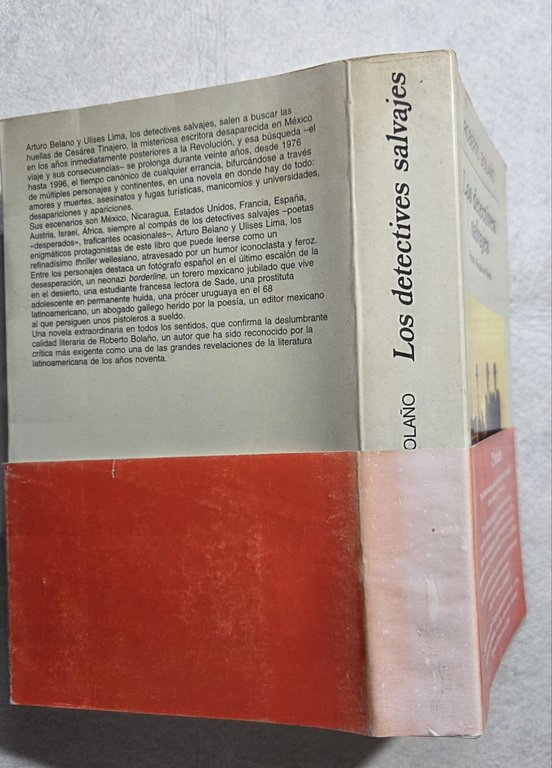 Arturo Belano y Ulises Lima, los detectives salvajes, salen a buscar las
huellas de Cesárea Tinajero, la misteriosa escritora desaparecida en México
en los años inmediatamente posteriores a la Revolución, y esa búsqueda –el
viaje y sus consecuencias– se prolonga durante veinte años, desde 1976
hasta 1996, el tiempo canónico de cualquier errancia, bifurcándose a través
de múltiples personajes y continentes, en una novela en donde hay de todo:
amores y muertes, asesinatos y fugas turísticas, manicomios y universidades,
desapariciones y apariciones.
Sus escenarios son México, Nicaragua, Estados Unidos, Francia, España,
Austria, Israel, África, siempre al compás de los detectives salvajes –poetas
«desperados», traficantes ocasionales–, Arturo Belano y Ulises Lima, los
enigmáticos protagonistas de este libro que puede leerse como un
refinadísimo thriller wellesiano, atravesado por un humor iconoclasta y feroz.
Entre los personajes destaca un fotógrafo español en el último escalón de la
desesperación, un neonazi borderline, un torero mexicano jubilado que vive
en el desierto, una estudiante francesa lectora de Sade, una prostituta
adolescente en permanente huida, una prócer uruguaya en el 68
latinoamericano, un abogado gallego herido por la poesía, un editor mexicano
al que persiguen unos pistoleros a sueldo.
Una novela extraordinaria en todos los sentidos, que confirma la deslumbrante
calidad literaria de Roberto Bolaño, un autor que ha sido reconocido por la
crítica más exigente como una de las grandes revelaciones de la literatura
latinoamericana de los años noventa.
OLAÑO Los detectives salvajes
ROBERTO BOLAÑO
Los detectives
salvajes